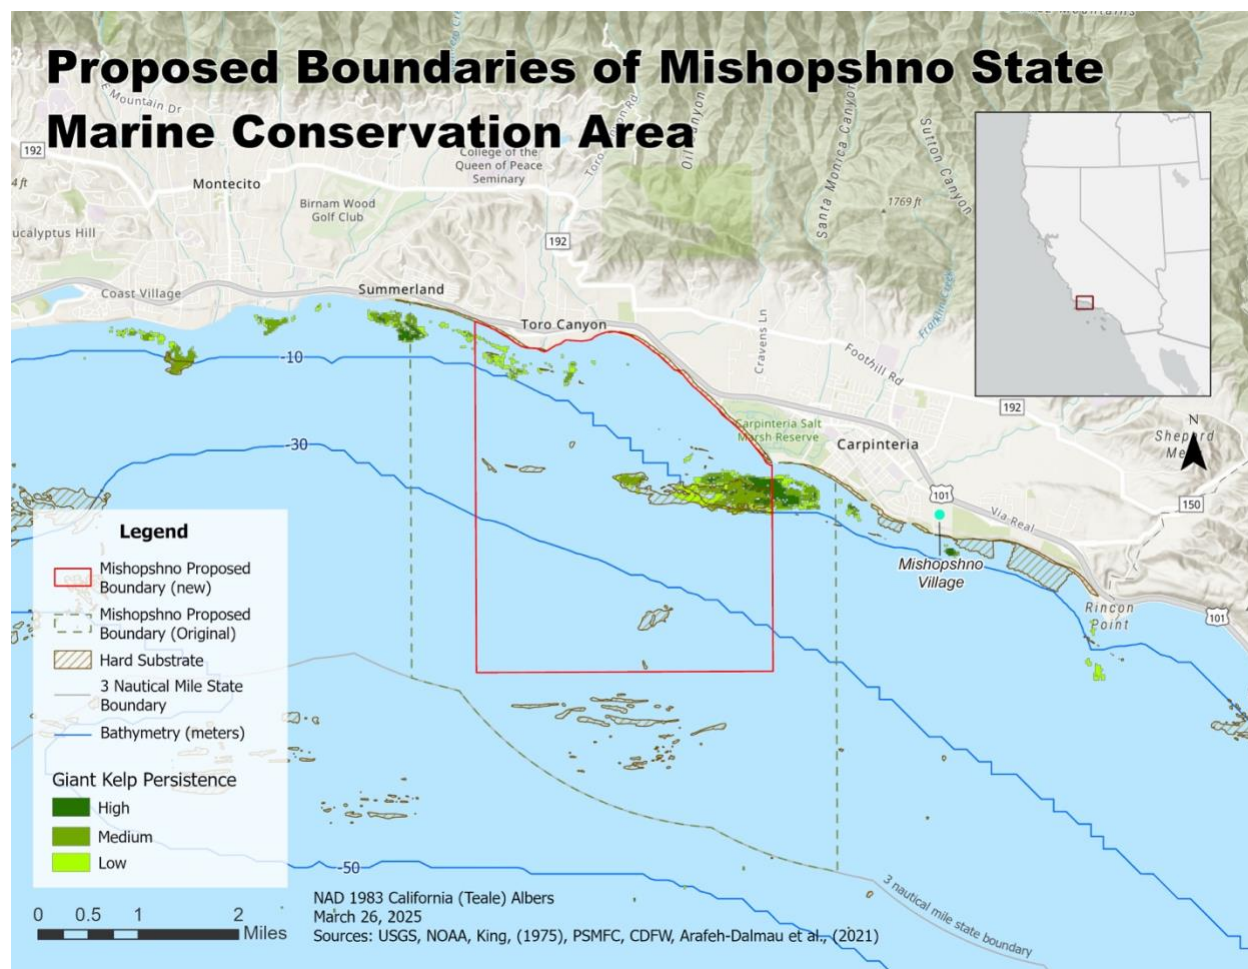 Proposed Boundaries of Mishopshno State
Marine Conservation Area
E Mountain Dr
192
Montecito
College of the
Queen of Peace
Seminary
Birnam Wood
Golf Club
192
Toro Canyon Rd
Santa Monica Canyon
Sutton Canyon
1769 ft
4 ft
ucalyptus Hill
Coast Village
Summerland
Toro Canyon
Cravens Ln
Foothill Rd
192
Carpinteria Salt
Marsh Reserve
Carpinteria
N
150
101
Via Real
Mishopshno
Village
Rincon
Point
101
-10
-30
-50
Legend
Mishopshno Proposed
Boundary (new)
Mishopshno Proposed
Boundary (Original)
Hard Substrate
3 Nautical Mile State
Boundary
Bathymetry (meters)
Giant Kelp Persistence
High
Medium
Low
3 nautical mile state boundary
0 0.5 1 2
Miles
NAD 1983 California (Teale) Albers
March 26, 2025
Sources: USGS, NOAA, King, (1975), PSMFC, CDFW, Arafeh-Dalmau et al., (2021)